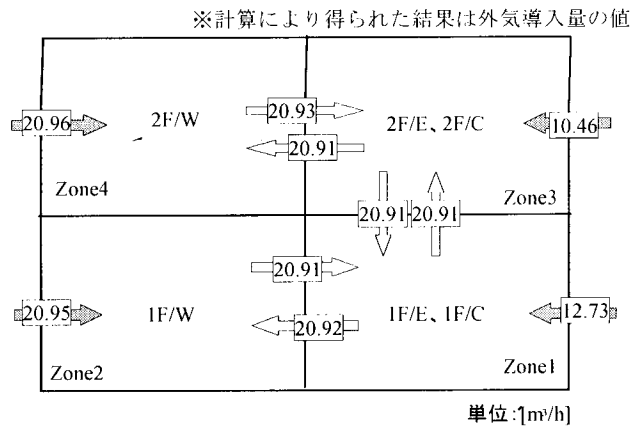 ※計算により得られた結果は外気導入量の値
2F/W
20.93
2F/E、2F/C
20.96
20.91
10.46
Zone4
Zone3
20.91
20.91
20.91
20.95
1F/W
20.92
1F/E、1F/C
12.73
Zone2
Zone1
単位:[m³/h]